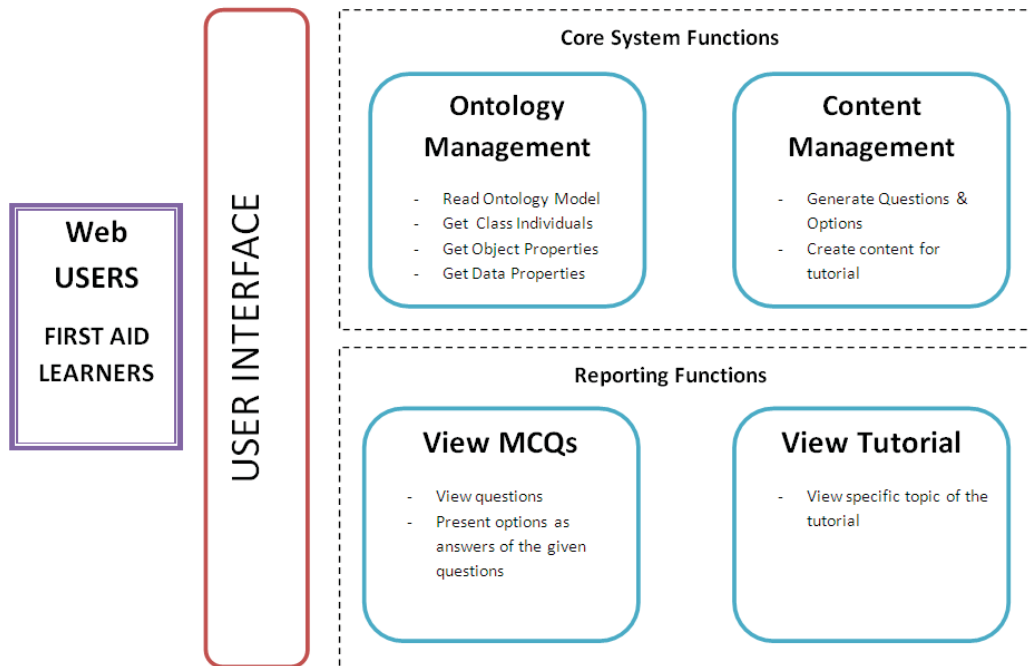 Web
USERS
FIRST AID
LEARNERS
USER INTERFACE
Core System Functions
Ontology
Management
- Read Ontology Model
- Get Class Individuals
- Get Object Properties
- Get Data Properties
Content
Management
- Generate Questions &
Options
- Create content for
tutorial
Reporting Functions
View MCQs
- View questions
- Present options as
answers of the given
questions
View Tutorial
- View specific topic of the
tutorial